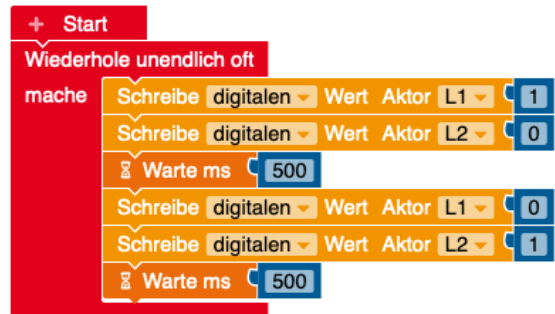 + Start
Wiederhole unendlich oft
mache Schreibe digitalen Wert Aktor L1 1
Schreibe digitalen Wert Aktor L2 0
Warte ms 500
Schreibe digitalen Wert Aktor L1 0
Schreibe digitalen Wert Aktor L2 1
Warte ms 500